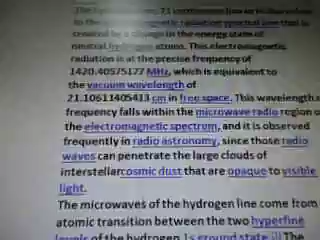 The hydrogen line, 21 centimeter line or HI line refers
to the electromagnetic radiation spectral line that is
created by a change in the energy state of
neutral hydrogen atoms. This electromagnetic
radiation is at the precise frequency of
1420.40575177 MHz, which is equivalent to
the vacuum wavelength of
21.10611405413 cm in free space. This wavelength
frequency falls within the microwave radio region
the electromagnetic spectrum, and it is observed
frequently in radio astronomy, since those radio
waves can penetrate the large clouds of
interstellarcosmic dust that are opaque to visible
light.
The microwaves of the hydrogen line come from
atomic transition between the two hyperfine
levels of the hydrogen 1s ground state The